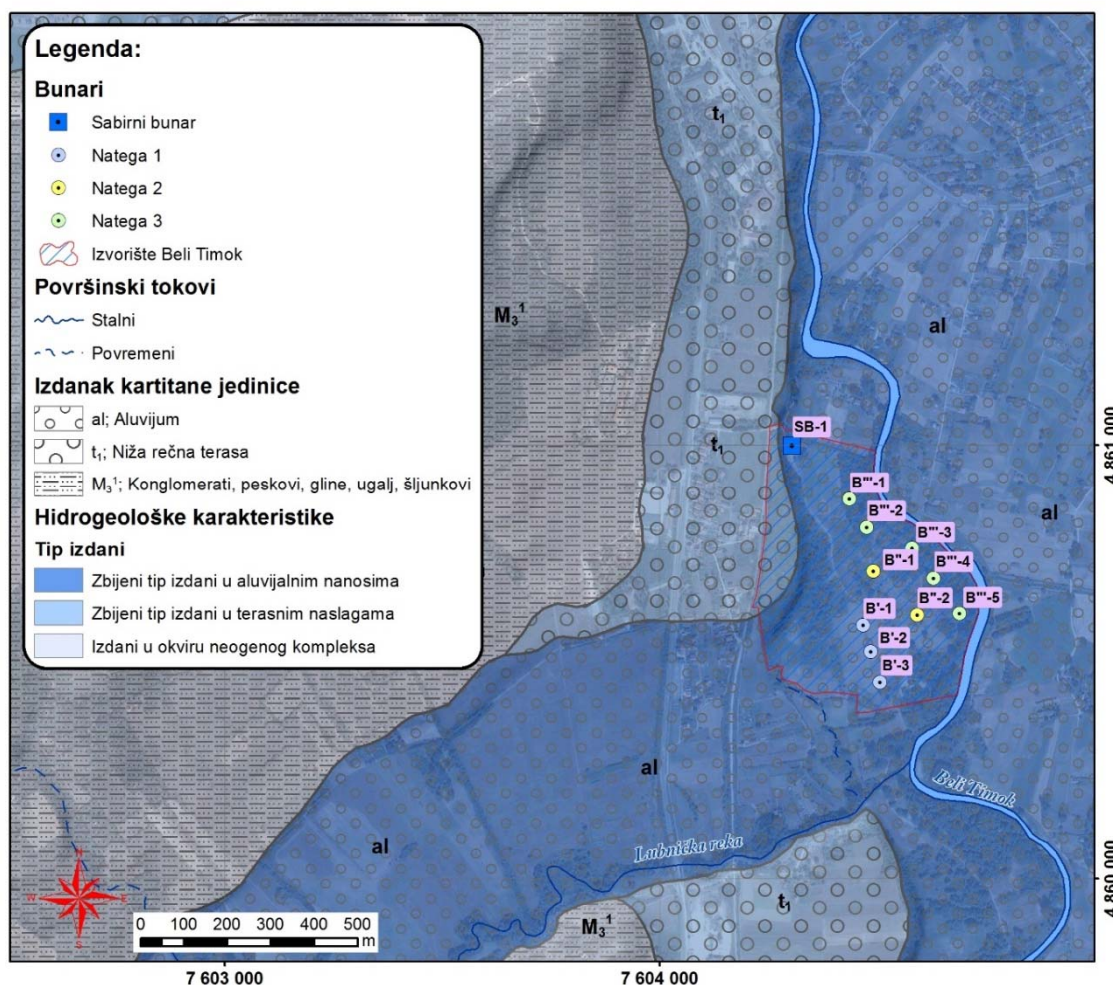 Legenda:
Bunari
Sabirni bunar
Natega 1
Natega 2
Natega 3
Izvorište Beli Timok
Površinski tokovi
Stalni
Povremeni
Izdanak kartitane jedinice
al; Aluvijum
t₁; Niža rečna terasa
M₃¹; Konglomerati, peskovi, gline, ugalj, šljunkovi
Hidrogeološke karakteristike
Tip izdani
Zbijeni tip izdani u aluvijalnim nanosima
Zbijeni tip izdani u terasnim naslagama
Izdani u okviru neogenog kompleksa
t₁
M₃¹
al
t₁
SB-1
4 861 000
B'''-1
B'''-2
al
B'''-3
B''-1
B'''-4
B''-2
B'''-5
B'-1
B'-2
B'-3
al
Beli Timok
al
Lubnička reka
4 860 000
t₁
M₃¹
N
W
E
S
0 100 200 300 400 500
m
7 603 000
7 604 000